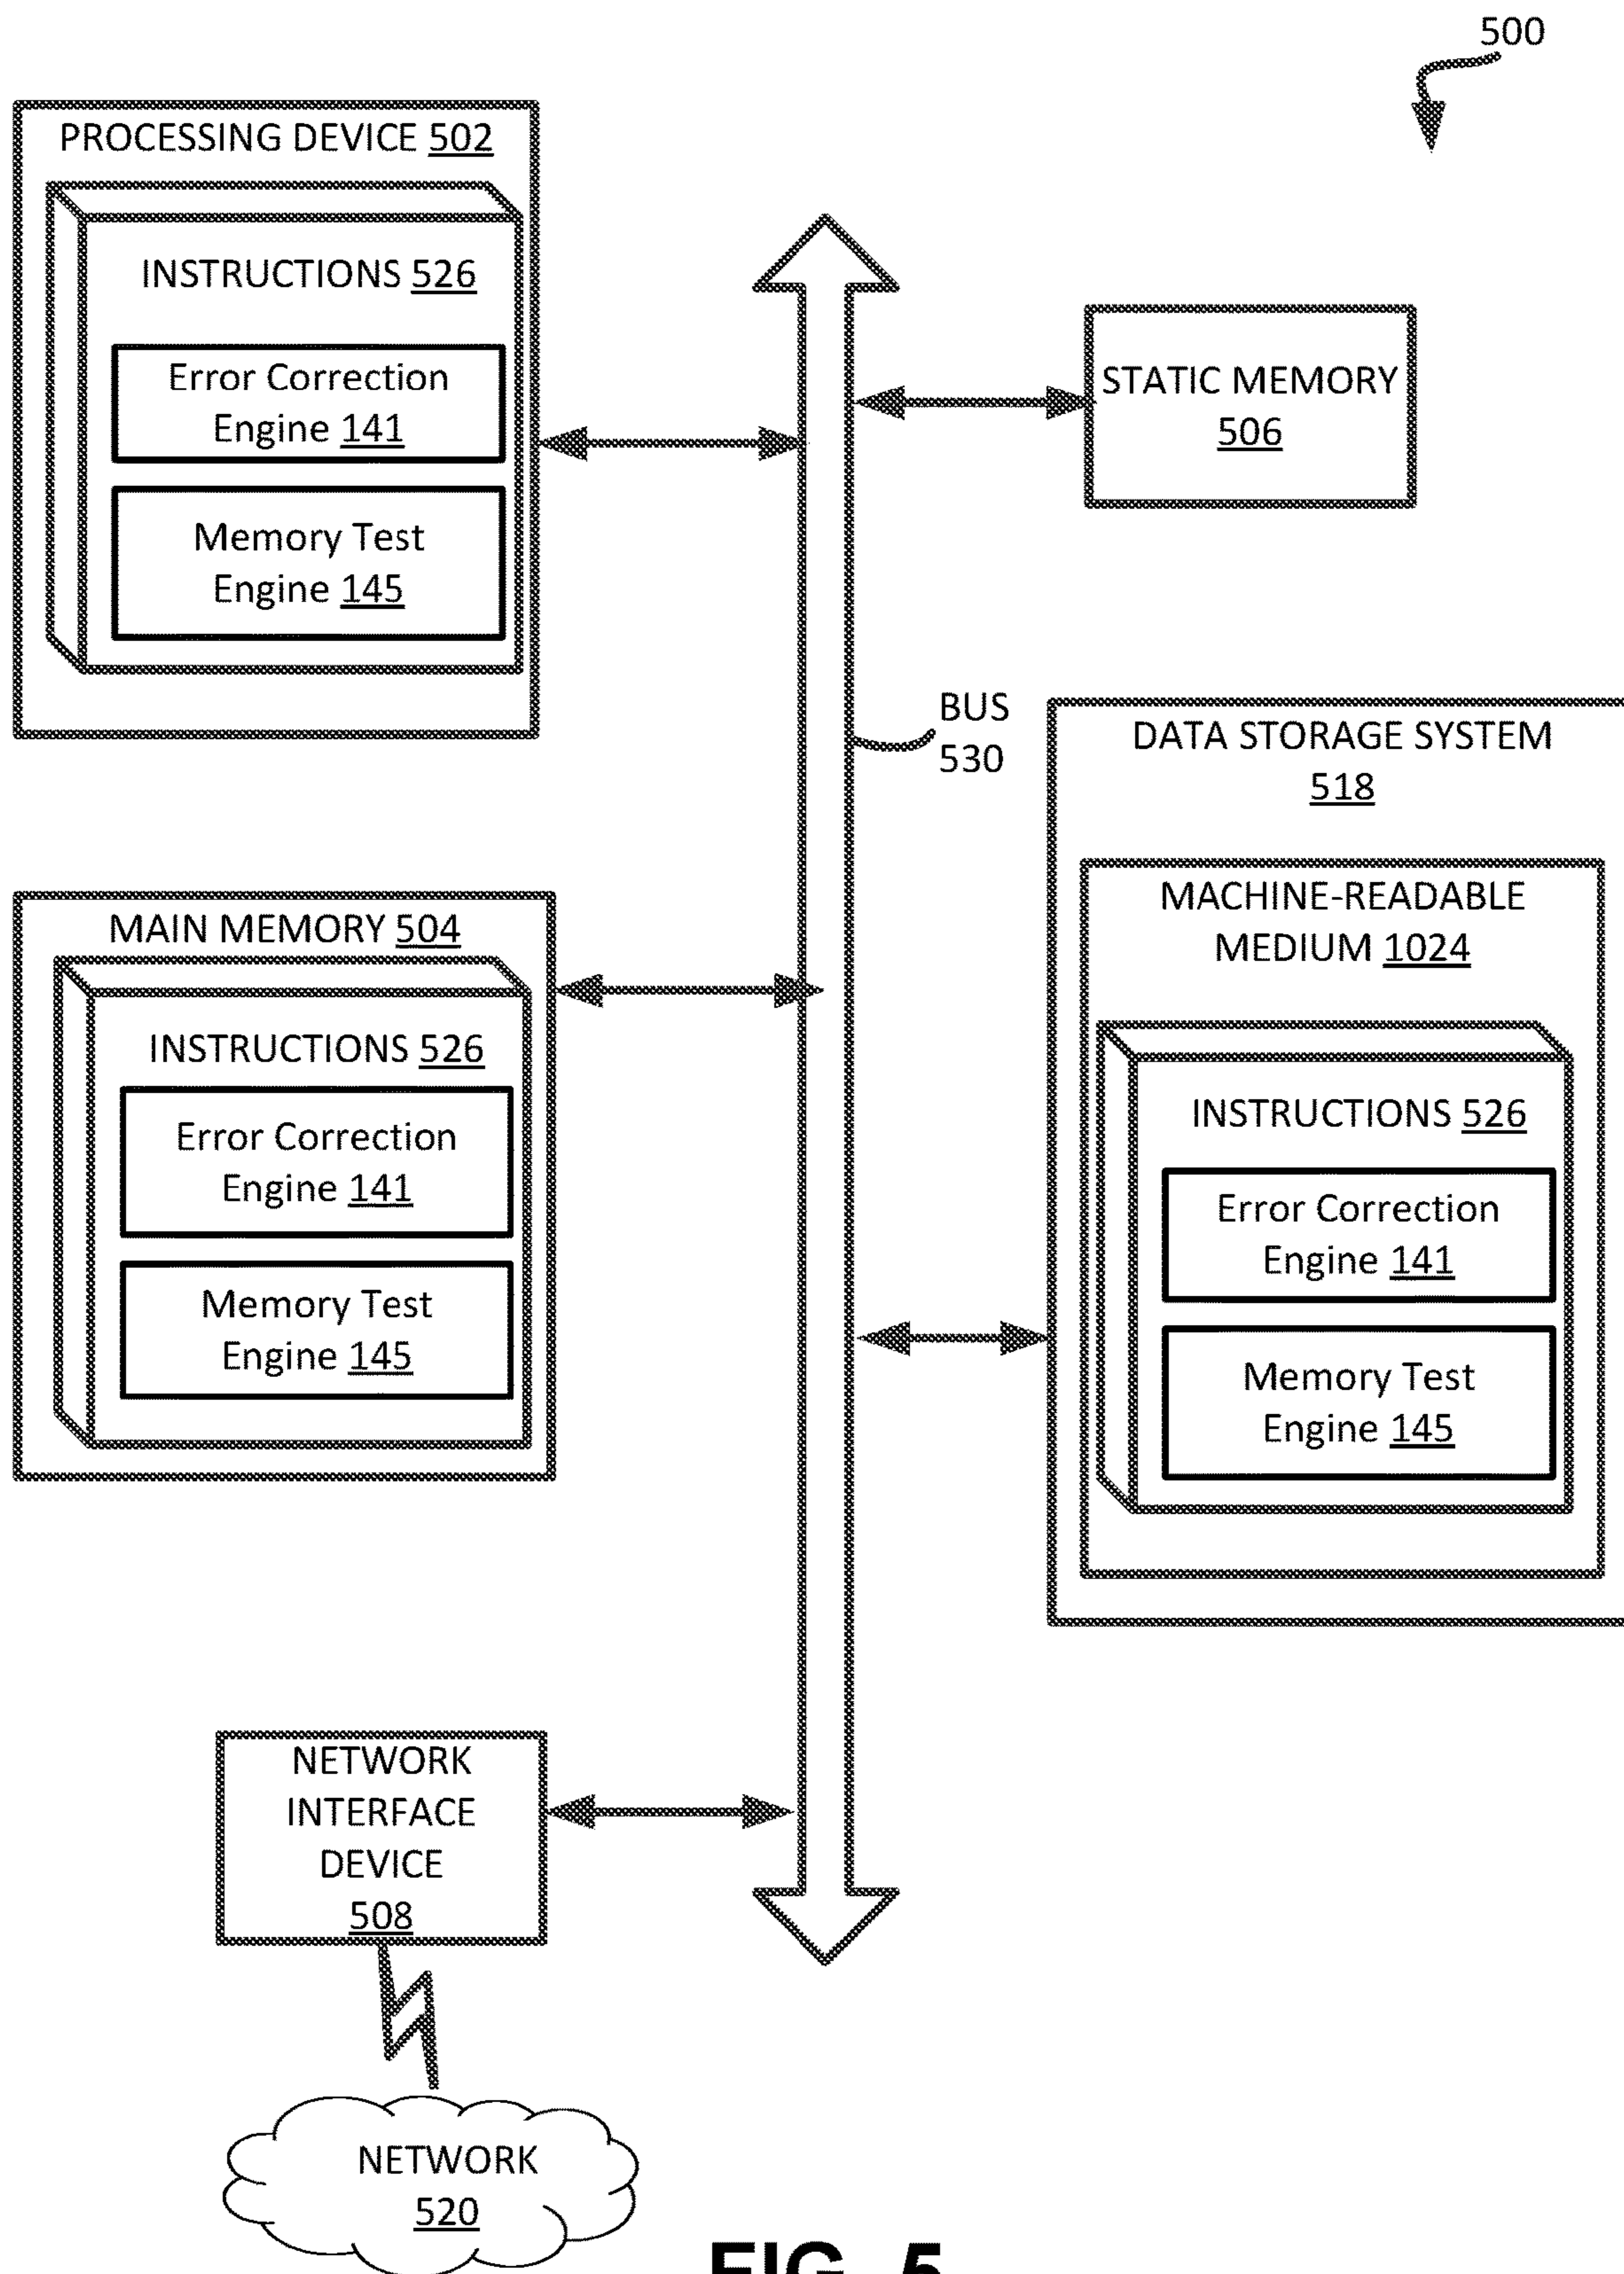 500
PROCESSING DEVICE 502
INSTRUCTIONS 526
Error Correction
Engine 141
Memory Test
Engine 145
STATIC MEMORY
506
BUS
530
DATA STORAGE SYSTEM
518
MACHINE-READABLE
MEDIUM 1024
INSTRUCTIONS 526
Error Correction
Engine 141
Memory Test
Engine 145
MAIN MEMORY 504
INSTRUCTIONS 526
Error Correction
Engine 141
Memory Test
Engine 145
NETWORK
INTERFACE
DEVICE
508
NETWORK
520
FIG. 5